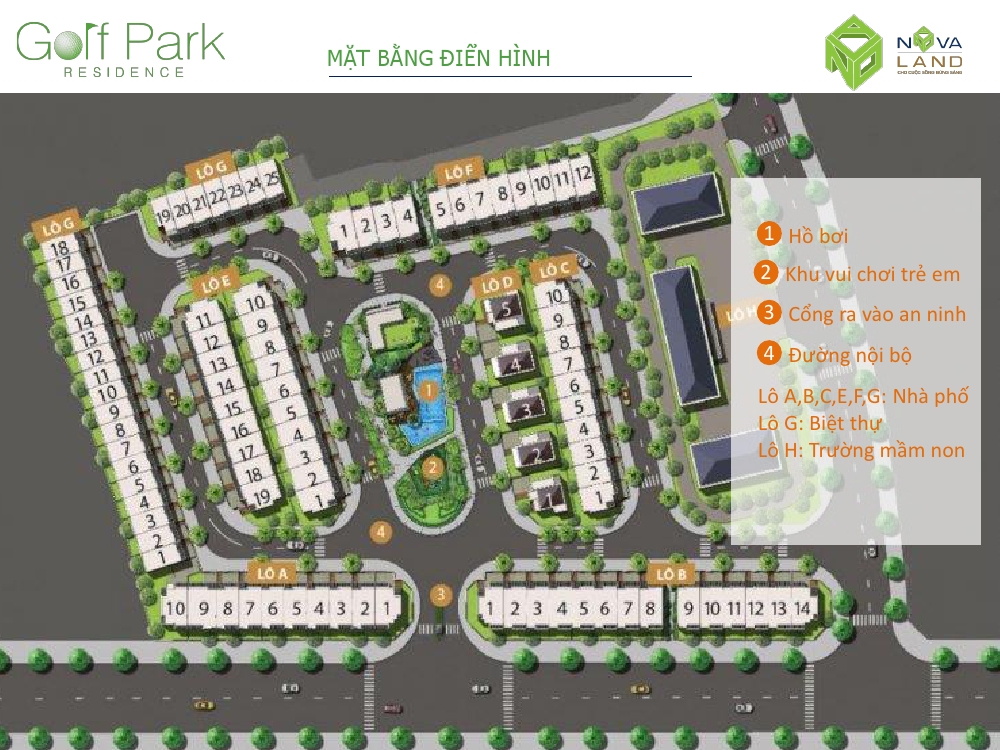 Golf Park
RESIDENCE
MẶT BẰNG ĐIỂN HÌNH
NOVA
LAND
CHO CUỘC SỐNG BỪNG SÁNG
LÔ G
19 20 21 22 23 24 25
LÔ F
1 2 3 4
5 6 7 8 9 10 11 12
LÔ G
18
17
16
15
14
13
12
11
10
9
8
7
6
5
4
3
2
1
LÔ E
11
12
13
14
15
16
17
18
19
10
9
8
7
6
5
4
3
2
1
4
1
2
4
3
LÔ D
5
4
3
2
1
LÔ C
10
9
8
7
6
5
4
3
2
1
LÔ H
1 Hồ bơi
2 Khu vui chơi trẻ em
3 Cổng ra vào an ninh
4 Đường nội bộ
Lô A,B,C,E,F,G: Nhà phố
Lô G: Biệt thự
Lô H: Trường mầm non
LÔ A
10 9 8 7 6 5 4 3 2 1
LÔ B
1 2 3 4 5 6 7 8 9 10 11 12 13 14